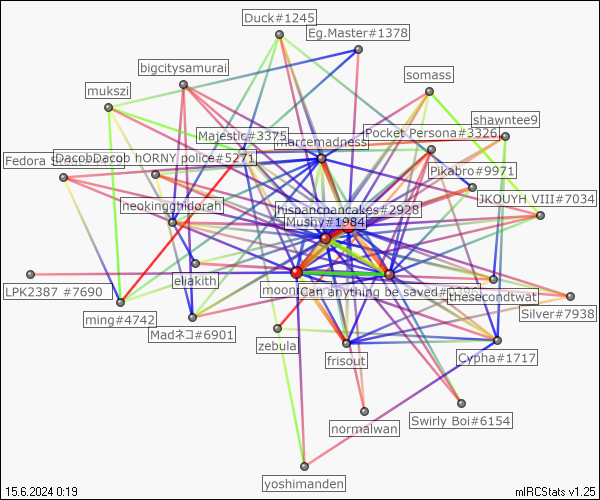 Duck#1245
Eg.Master#1378
bigcitysamurai
somass
mukszi
shawntee9
Majestic#3375
marcemadness
Pocket Persona#3326
Fedora
DacobDacob hORNY police#5271
Pikabro#9971
JKOUYH VIII#7034
neokingghidorah
hispancpancakes#2928
Mushy#1984
eliakith
LPK2387 #7690
Can anything be saved
thesecondtwat
Silver#7938
ming#4742
Madネコ#6901
zebula
frisout
Cypha#1717
normalwan
Swirly Boi#6154
yoshimanden
15.6.2024 0:19
mIRCStats v1.25